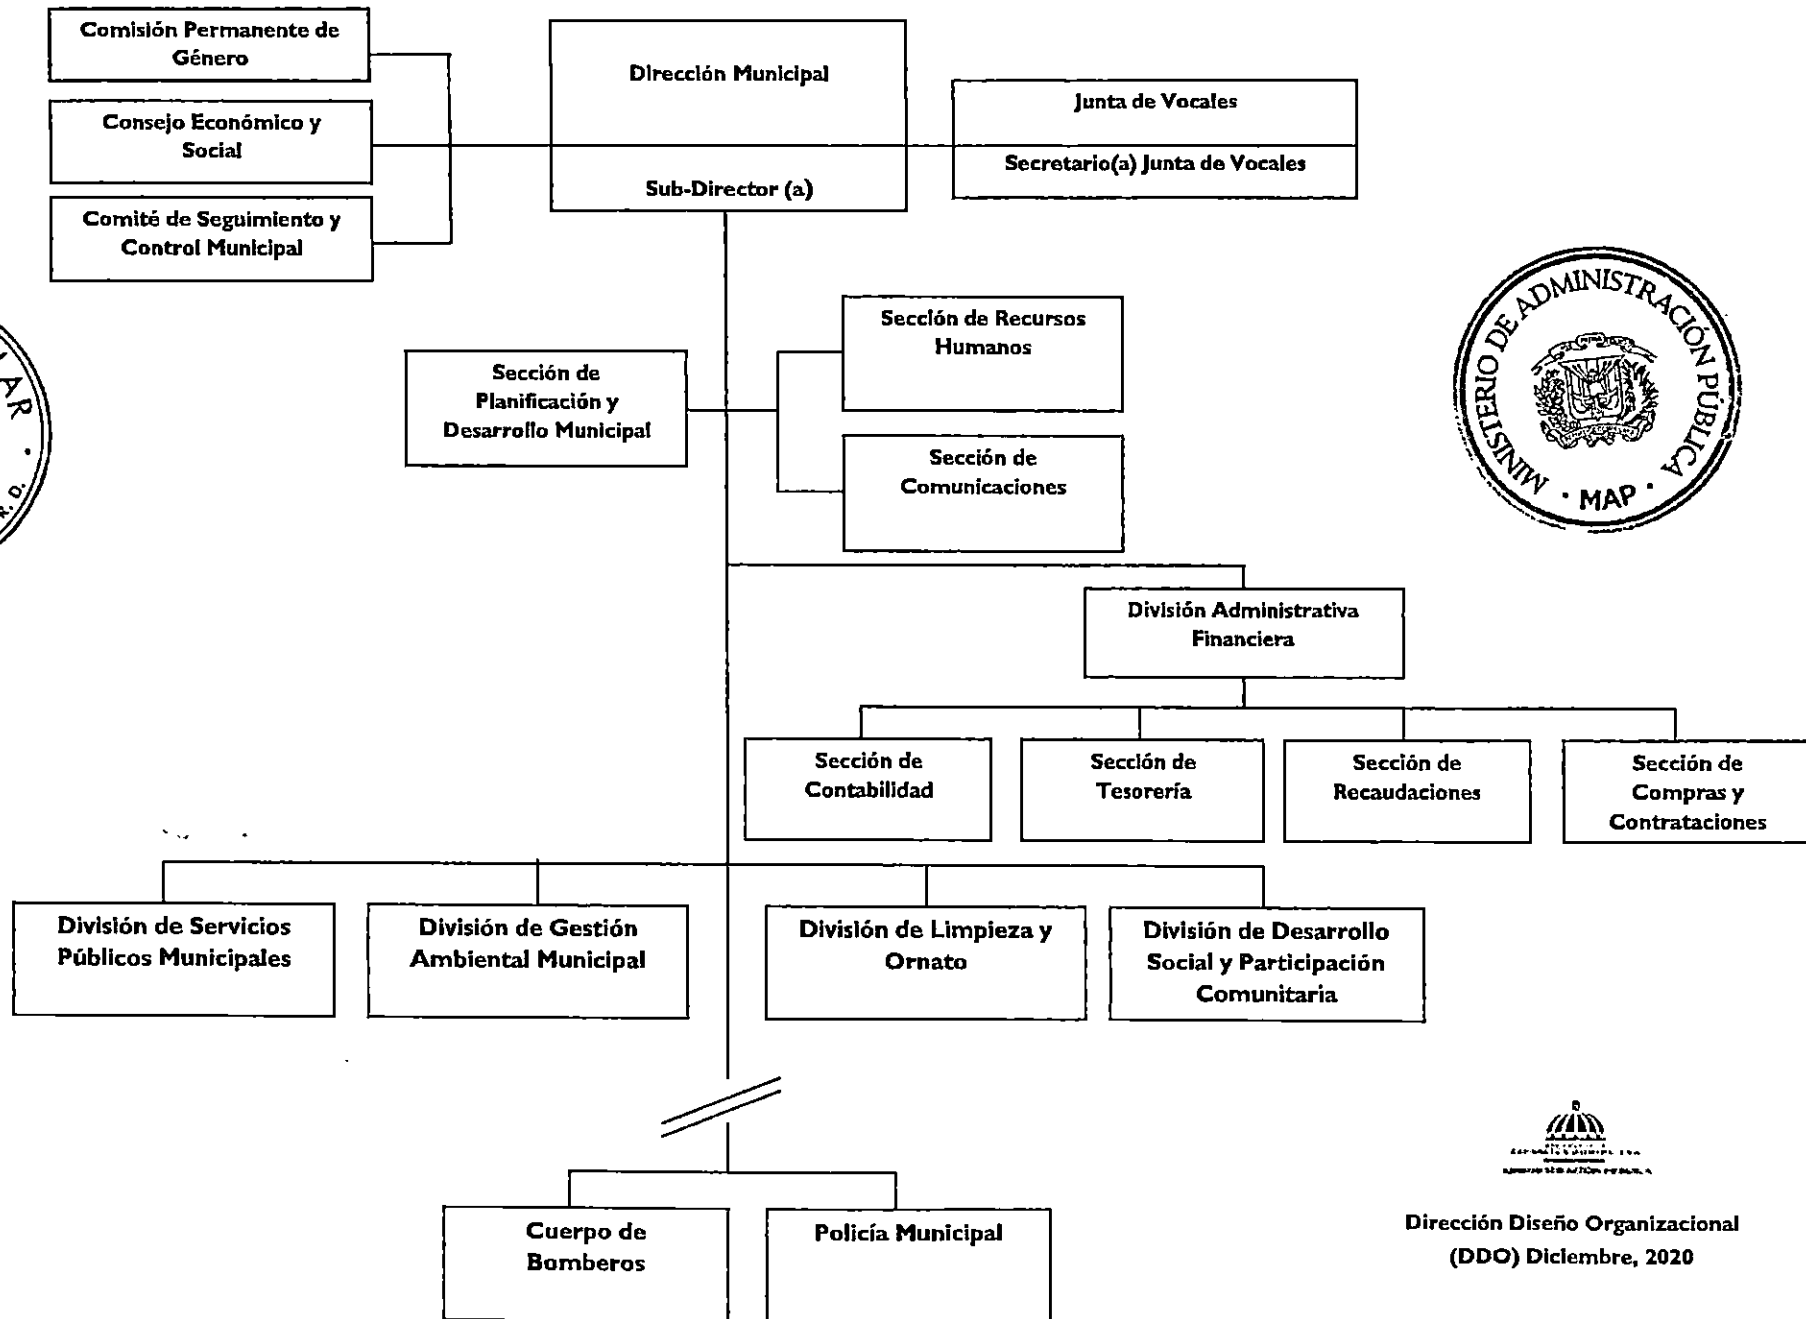 Comisión Permanente de
Género
Consejo Económico y
Social
Comité de Seguimiento y
Control Municipal
Dirección Municipal
Sub-Director (a)
Junta de Vocales
Secretario(a) Junta de Vocales
MINISTERIO DE ADMINISTRACIÓN PÚBLICA
· MAP ·
R. D.
Sección de
Planificación y
Desarrollo Municipal
Sección de Recursos
Humanos
Sección de
Comunicaciones
División Administrativa
Financiera
Sección de
Contabilidad
Sección de
Tesorería
Sección de
Recaudaciones
Sección de
Compras y
Contrataciones
División de Servicios
Públicos Municipales
División de Gestión
Ambiental Municipal
División de Limpieza y
Ornato
División de Desarrollo
Social y Participación
Comunitaria
Cuerpo de
Bomberos
Policía Municipal
Dirección Diseño Organizacional
(DDO) Diciembre, 2020